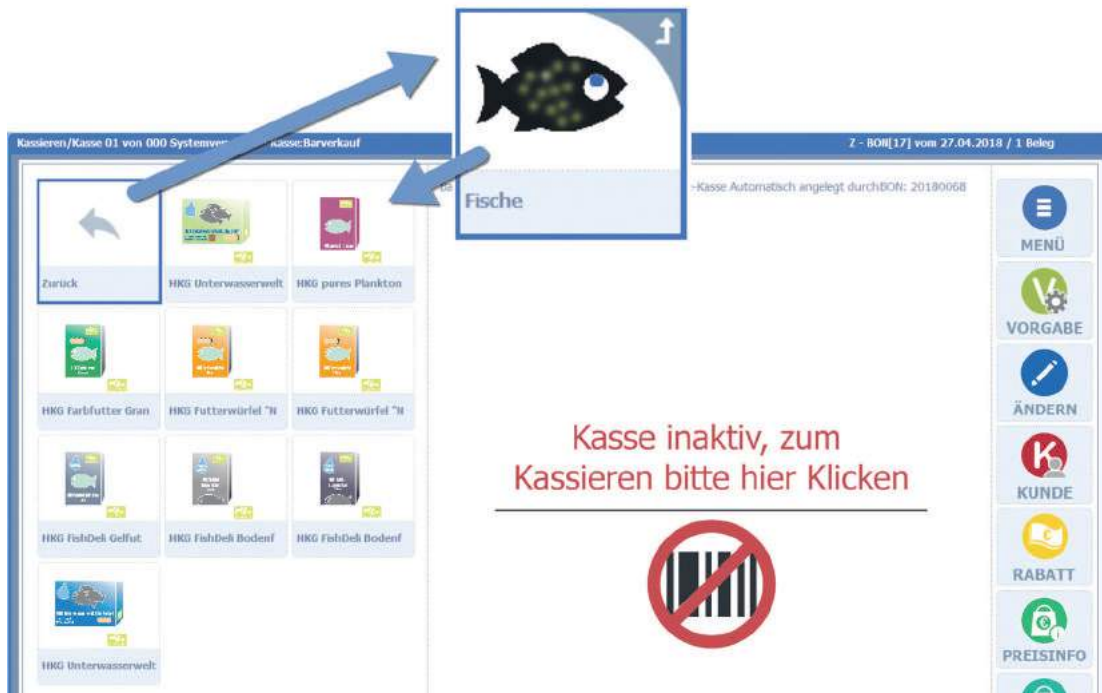 Fische
Kassieren/Kasse 01 von 000
Kasse:Barverkauf
Z - BON[17] vom 27.04.2018 / 1 Beleg
-Kasse Automatisch angelegt durchBON: 20180068
Zurück
HKG Unterwasserwelt
HKG pures Plankton
HKG Farbfutter Gran
HKG Futterwürfel "N
HKG Futterwürfel "N
HKG FishDeli Gelfut
HKG FishDeli Bodenf
HKG FishDeli Bodenf
HKG Unterwasserwelt
Kasse inaktiv, zum
Kassieren bitte hier Klicken
MENÜ
VORGABE
ÄNDERN
KUNDE
RABATT
PREISINFO